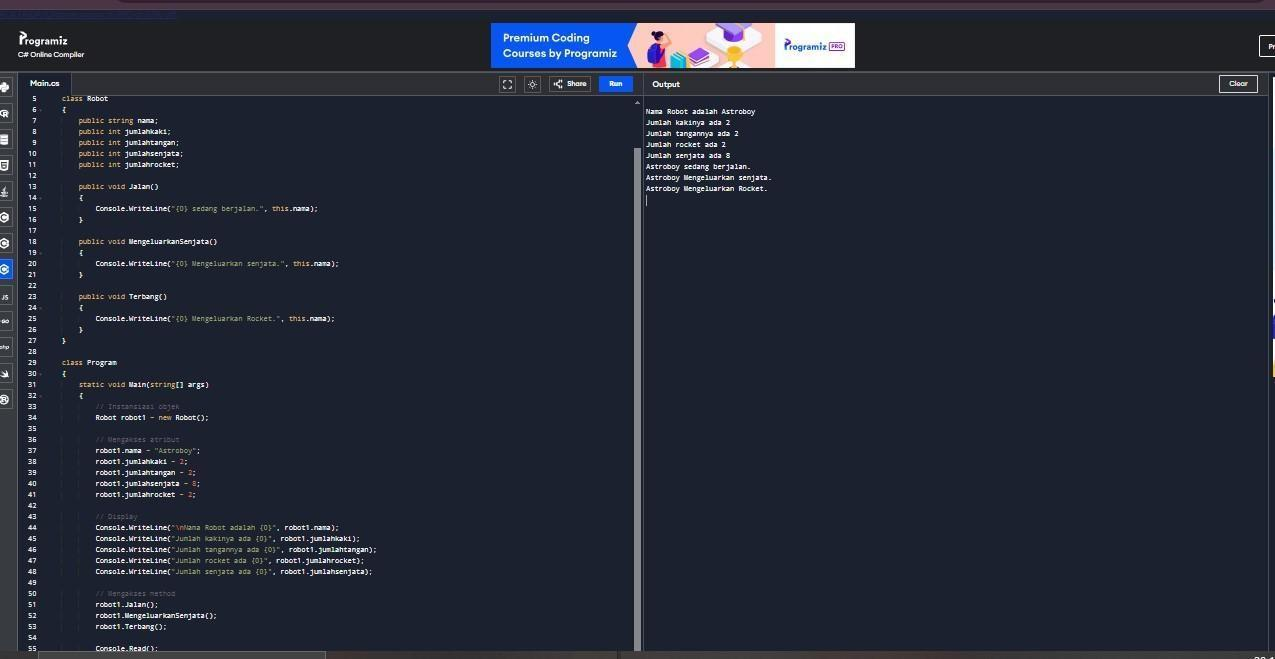 Programiz
C# Online Compiler
Premium Coding
Courses by Programiz
Programiz PRO
Main.cs
Share
Run
Output
Clear
5 class Robot
6 {
7 public string nama;
8 public int jumlahkaki;
9 public int jumlahtangan;
10 public int jumlahsenjata;
11 public int jumlahrocket;
12
13 public void Jalan()
14 {
15 Console.WriteLine("{0} sedang berjalan.", this.nama);
16 }
17
18 public void MengeluarkanSenjata()
19 {
20 Console.WriteLine("{0} Mengeluarkan senjata.", this.nama);
21 }
22
23 public void Terbang()
24 {
25 Console.WriteLine("{0} Mengeluarkan Rocket.", this.nama);
26 }
27 }
28
29 class Program
30 {
31 static void Main(string[] args)
32 {
33 // Instansiasi objek
34 Robot robot1 = new Robot();
35
36 // Mengakses atribut
37 robot1.nama = "Astroboy";
38 robot1.jumlahkaki = 2;
39 robot1.jumlahtangan = 2;
40 robot1.jumlahsenjata = 8;
41 robot1.jumlahrocket = 2;
42
43 // Display
44 Console.WriteLine("\nNama Robot adalah {0}", robot1.nama);
45 Console.WriteLine("Jumlah kakinya ada {0}", robot1.jumlahkaki);
46 Console.WriteLine("Jumlah tangannya ada {0}", robot1.jumlahtangan);
47 Console.WriteLine("Jumlah rocket ada {0}", robot1.jumlahrocket);
48 Console.WriteLine("Jumlah senjata ada {0}", robot1.jumlahsenjata);
49
50 // Mengakses method
51 robot1.Jalan();
52 robot1.MengeluarkanSenjata();
53 robot1.Terbang();
54
55 Console.Read();
Nama Robot adalah Astroboy
Jumlah kakinya ada 2
Jumlah tangannya ada 2
Jumlah rocket ada 2
Jumlah senjata ada 8
Astroboy sedang berjalan.
Astroboy Mengeluarkan senjata.
Astroboy Mengeluarkan Rocket.
JS
GO
php